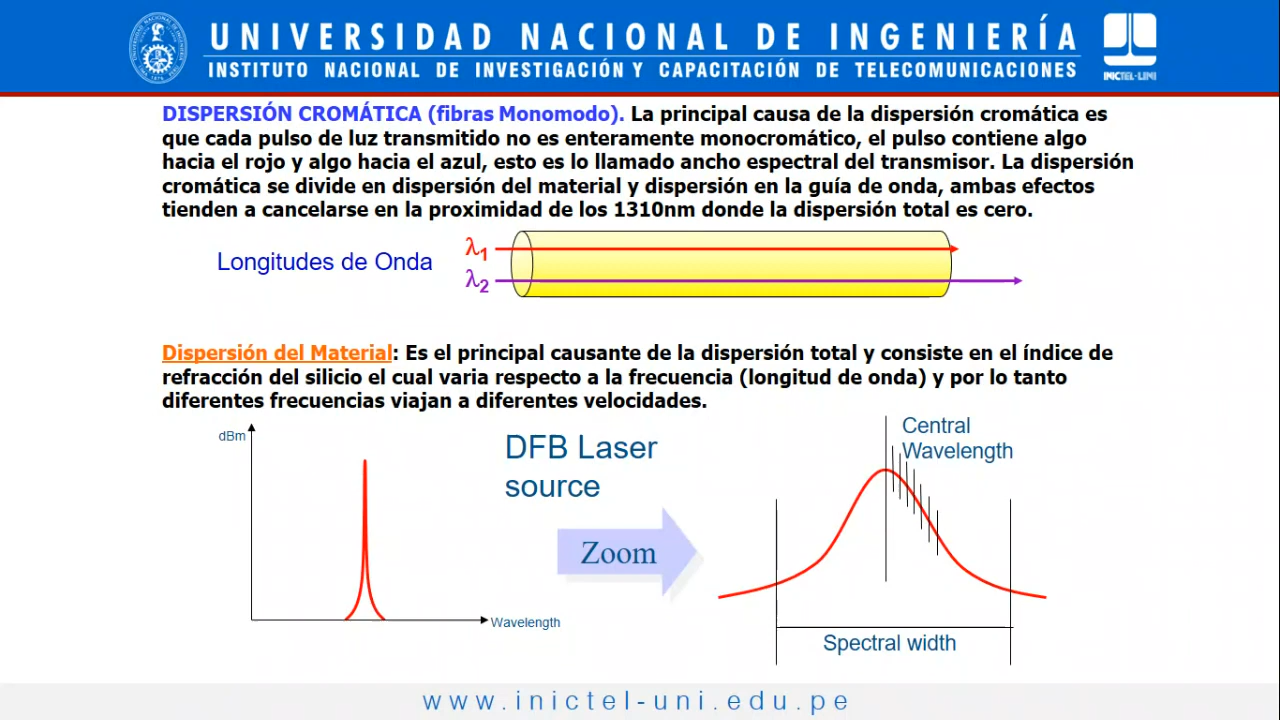 UNIVERSIDAD NACIONAL DE INGENIERÍA
INSTITUTO NACIONAL DE INVESTIGACIÓN Y CAPACITACIÓN DE TELECOMUNICACIONES
INICTEL-UNI
DISPERSIÓN CROMÁTICA (fibras Monomodo). La principal causa de la dispersión cromática es
que cada pulso de luz transmitido no es enteramente monocromático, el pulso contiene algo
hacia el rojo y algo hacia el azul, esto es lo llamado ancho espectral del transmisor. La dispersión
cromática se divide en dispersión del material y dispersión en la guía de onda, ambas efectos
tienden a cancelarse en la proximidad de los 1310nm donde la dispersión total es cero.
Longitudes de Onda
λ1
λ2
Dispersión del Material: Es el principal causante de la dispersión total y consiste en el índice de
refracción del silicio el cual varia respecto a la frecuencia (longitud de onda) y por lo tanto
diferentes frecuencias viajan a diferentes velocidades.
dBm
Wavelength
DFB Laser
source
Zoom
Central
Wavelength
Spectral width
www.inictel-uni.edu.pe